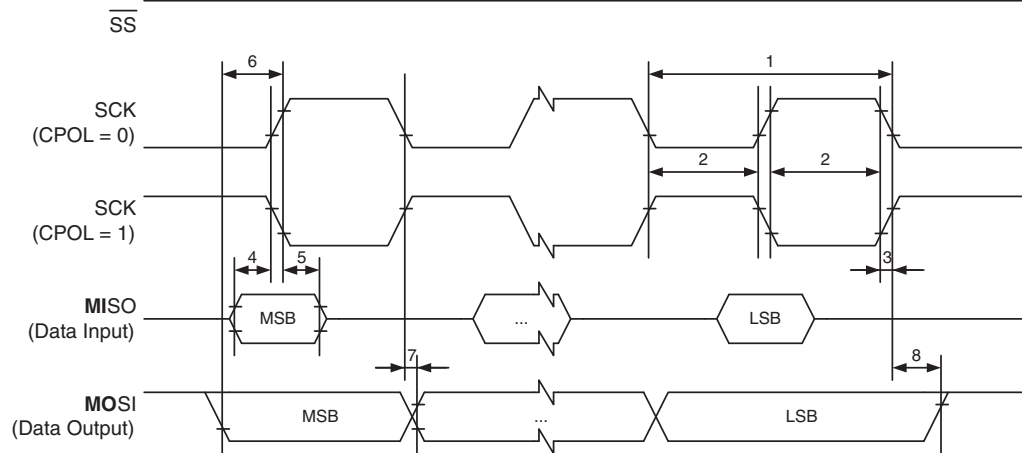 SS
6
1
SCK
(CPOL = 0)
2
2
SCK
(CPOL = 1)
4
5
3
MISO
(Data Input)
MSB
...
LSB
7
8
MOSI
(Data Output)
MSB
...
LSB